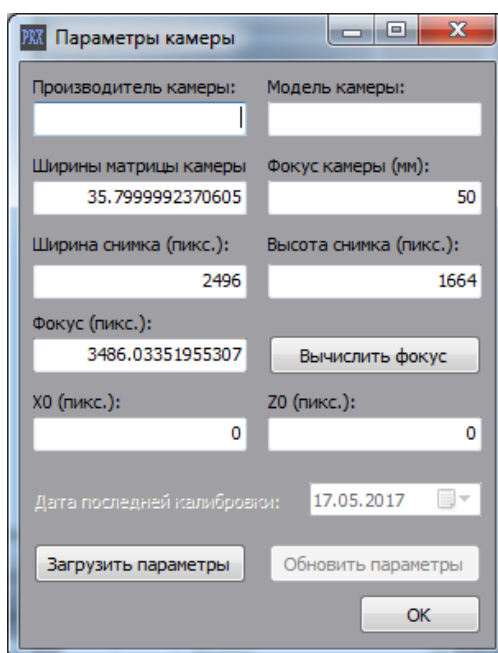 PRX Параметры камеры
Производитель камеры: Модель камеры:
Ширины матрицы камеры Фокус камеры (мм):
35.7999992370605 50
Ширина снимка (пикс.): Высота снимка (пикс.):
2496 1664
Фокус (пикс.):
3486.03351955307 Вычислить фокус
X0 (пикс.): Z0 (пикс.):
0 0
Дата последней калибровки: 17.05.2017
Загрузить параметры Обновить параметры
OK